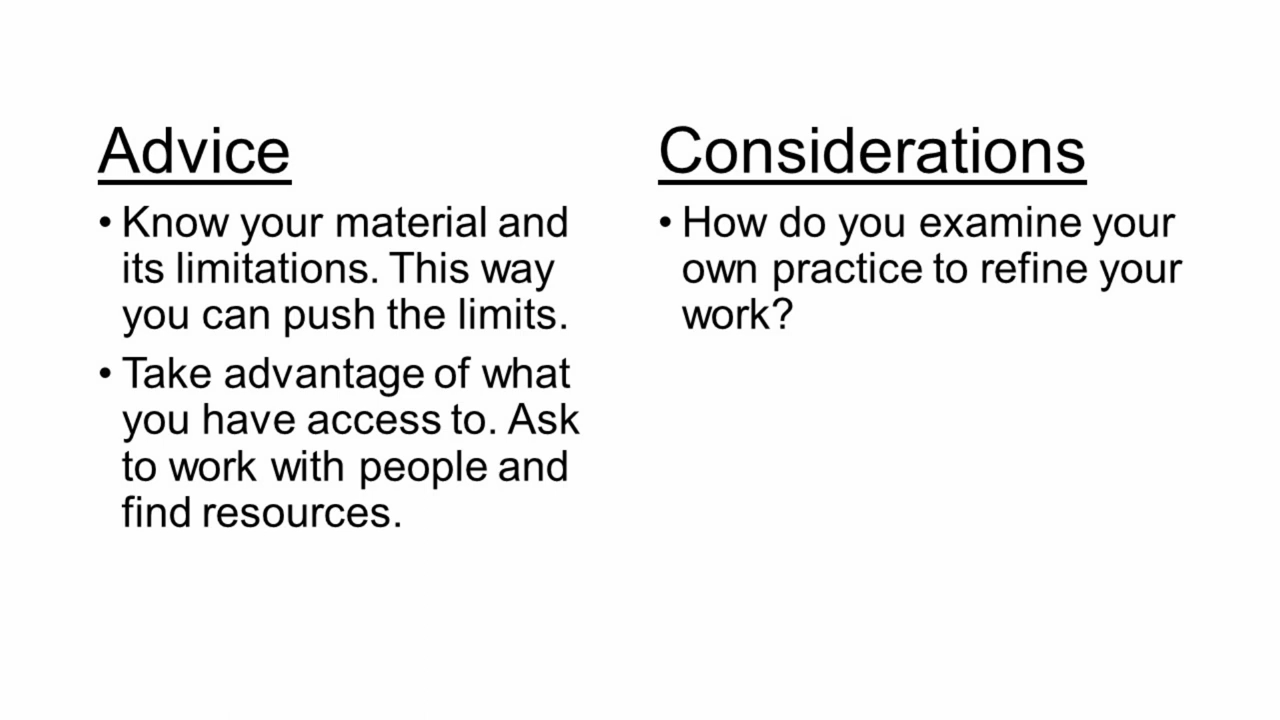 Advice
• Know your material and
its limitations. This way
you can push the limits.
• Take advantage of what
you have access to. Ask
to work with people and
find resources.
Considerations
• How do you examine your
own practice to refine your
work?